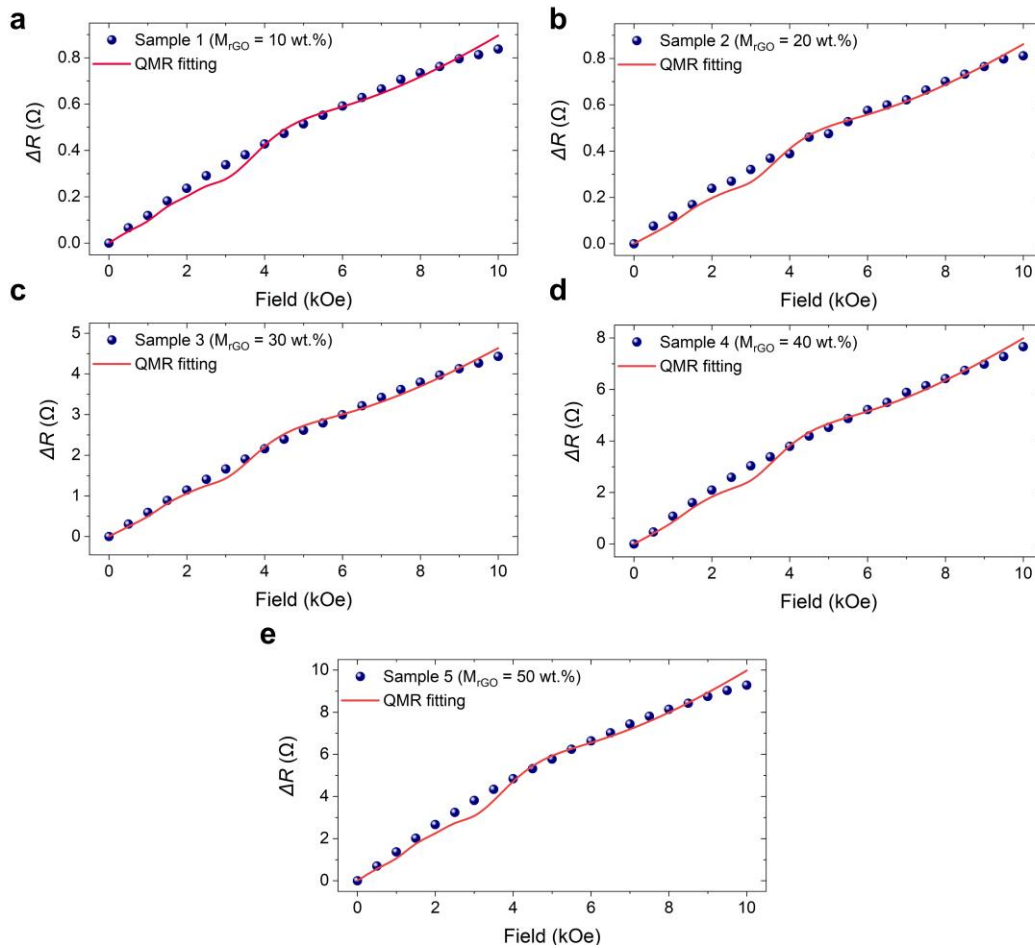 a
Sample 1 (MrGO = 10 wt.%)
QMR fitting
ΔR (Ω)
0.8
0.6
0.4
0.2
0.0
0 2 4 6 8 10
Field (kOe)
b
Sample 2 (MrGO = 20 wt.%)
QMR fitting
ΔR (Ω)
0.8
0.6
0.4
0.2
0.0
0 2 4 6 8 10
Field (kOe)
c
Sample 3 (MrGO = 30 wt.%)
QMR fitting
ΔR (Ω)
5
4
3
2
1
0
0 2 4 6 8 10
Field (kOe)
d
Sample 4 (MrGO = 40 wt.%)
QMR fitting
ΔR (Ω)
8
6
4
2
0
0 2 4 6 8 10
Field (kOe)
e
Sample 5 (MrGO = 50 wt.%)
QMR fitting
ΔR (Ω)
10
8
6
4
2
0
0 2 4 6 8 10
Field (kOe)